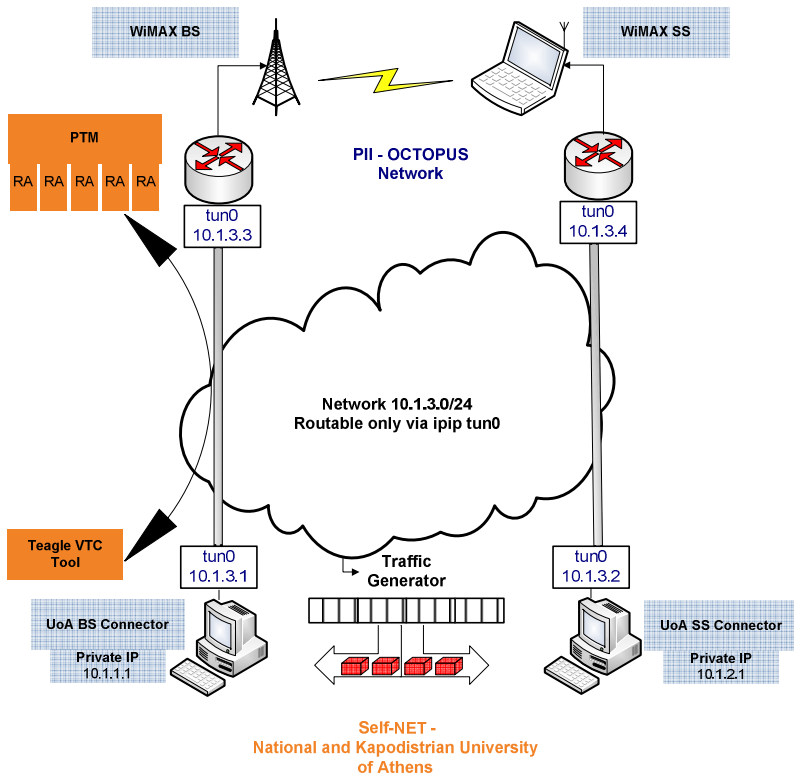 WiMAX BS
WiMAX SS
PTM
RA RA RA RA RA
PII - OCTOPUS
Network
tun0
10.1.3.3
tun0
10.1.3.4
Network 10.1.3.0/24
Routable only via ipip tun0
Teagle VTC
Tool
tun0
10.1.3.1
Traffic
Generator
tun0
10.1.3.2
UoA BS Connector
Private IP
10.1.1.1
UoA SS Connector
Private IP
10.1.2.1
Self-NET -
National and Kapodistrian University
of Athens